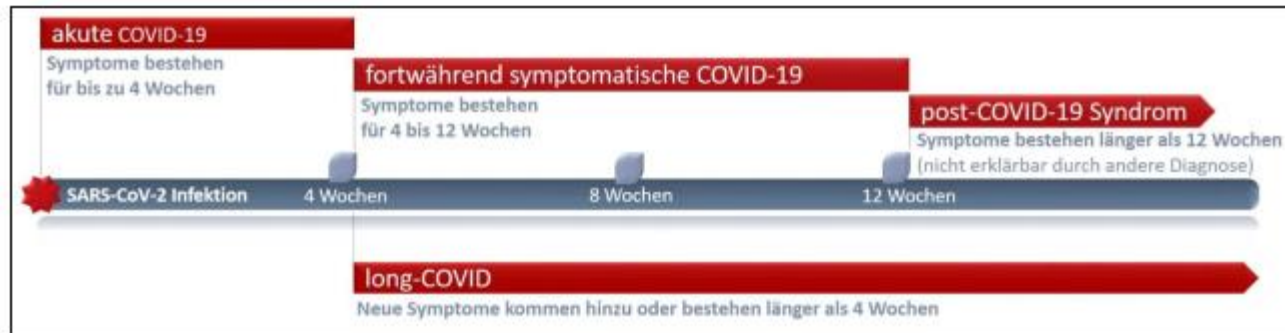 akute COVID-19
Symptome bestehen
für bis zu 4 Wochen
fortwährend symptomatische COVID-19
Symptome bestehen
für 4 bis 12 Wochen
post-COVID-19 Syndrom
Symptome bestehen länger als 12 Wochen
(nicht erklärbar durch andere Diagnose)
SARS-CoV-2 Infektion
4 Wochen
8 Wochen
12 Wochen
long-COVID
Neue Symptome kommen hinzu oder bestehen länger als 4 Wochen